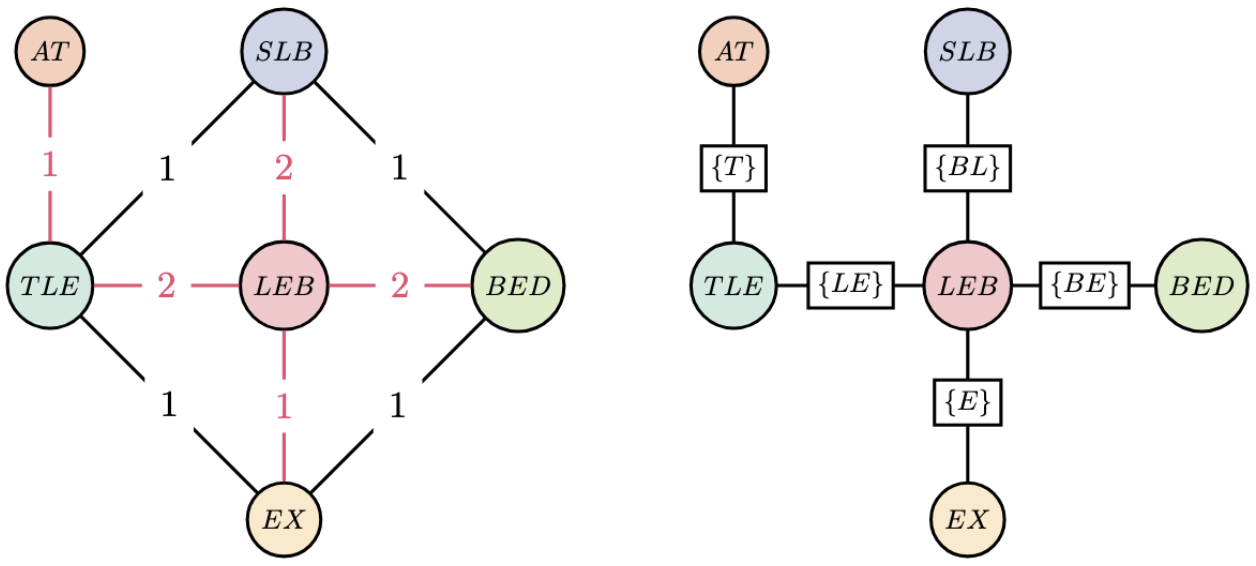 AT SLB AT SLB
1 1 2 1 {T} {BL}
TLE 2 LEB 2 BED TLE {LE} LEB {BE} BED
1 1 1 {E}
EX EX